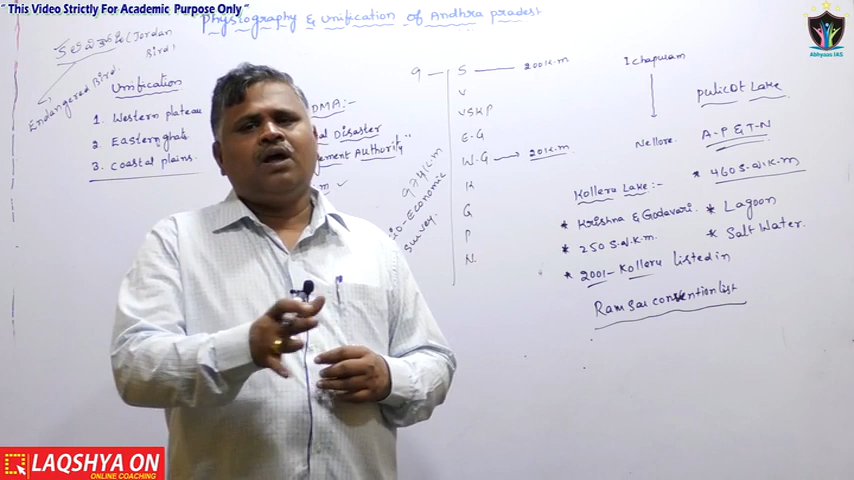 " This Video Strictly For Academic Purpose Only "
Physiography & Unification of Andhra pradesh
(Jordan
Bird)
Endangered Bird.
Unification
1. Western plateau
2. Eastern ghats
3. Coastal plains.
DMA:-
Disaster
Authority"
974 K.m
Economic
Survey.
9 — S — 200K.m
V
VSKP
E.G
W.G → 20K.m
K
G
P
N
Ichapuram
Nellore.
Kolleru Lake:-
* Krishna & Godavari.
* 250 S.q.K.m.
* 2001 - Kolleru listed in
Ramsar convention list
Pulicot Lake
A.P & T.N
* 460 S.q.K.m
* Lagoon
* Salt Water.
Abhyaas IAS
LAQSHYA ON
ONLINE COACHING